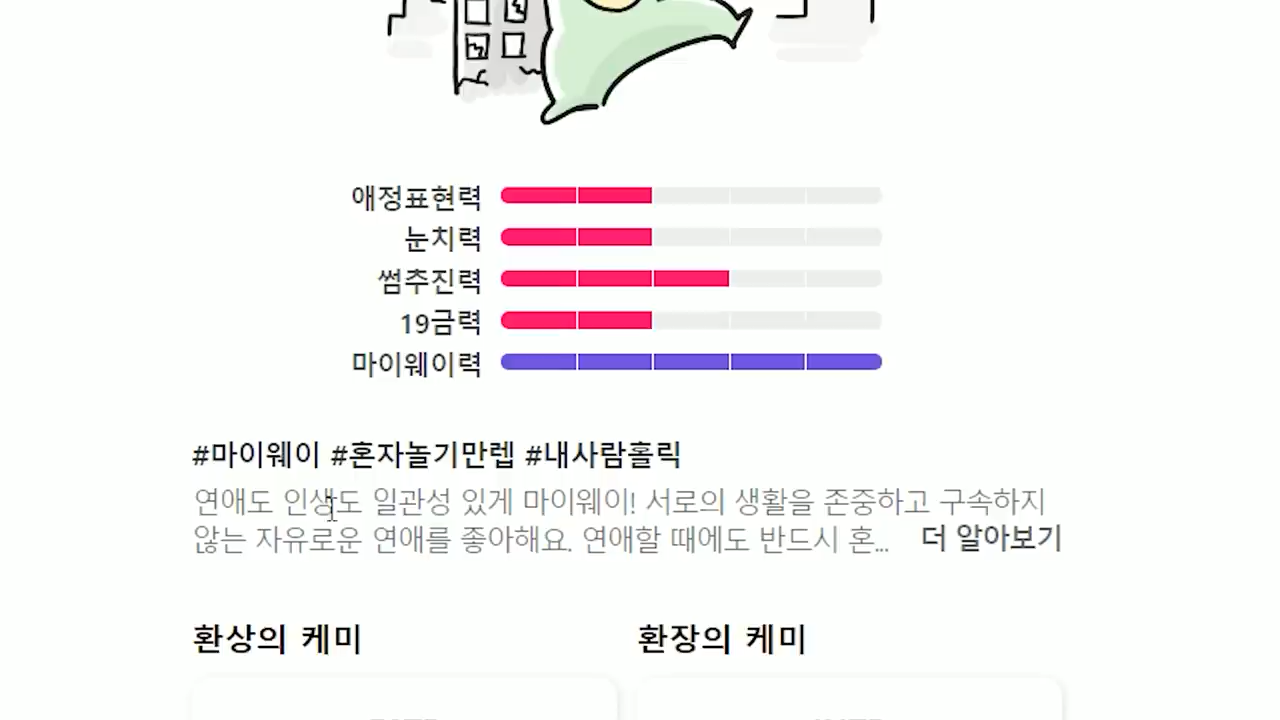 애정표현력
눈치력
썸추진력
19금력
마이웨이력
#마이웨이 #혼자놀기만렙 #내사람홀릭
연애도 인생도 일관성 있게 마이웨이! 서로의 생활을 존중하고 구속하지
않는 자유로운 연애를 좋아해요. 연애할 때에도 반드시 혼... 더 알아보기
환상의 케미 환장의 케미